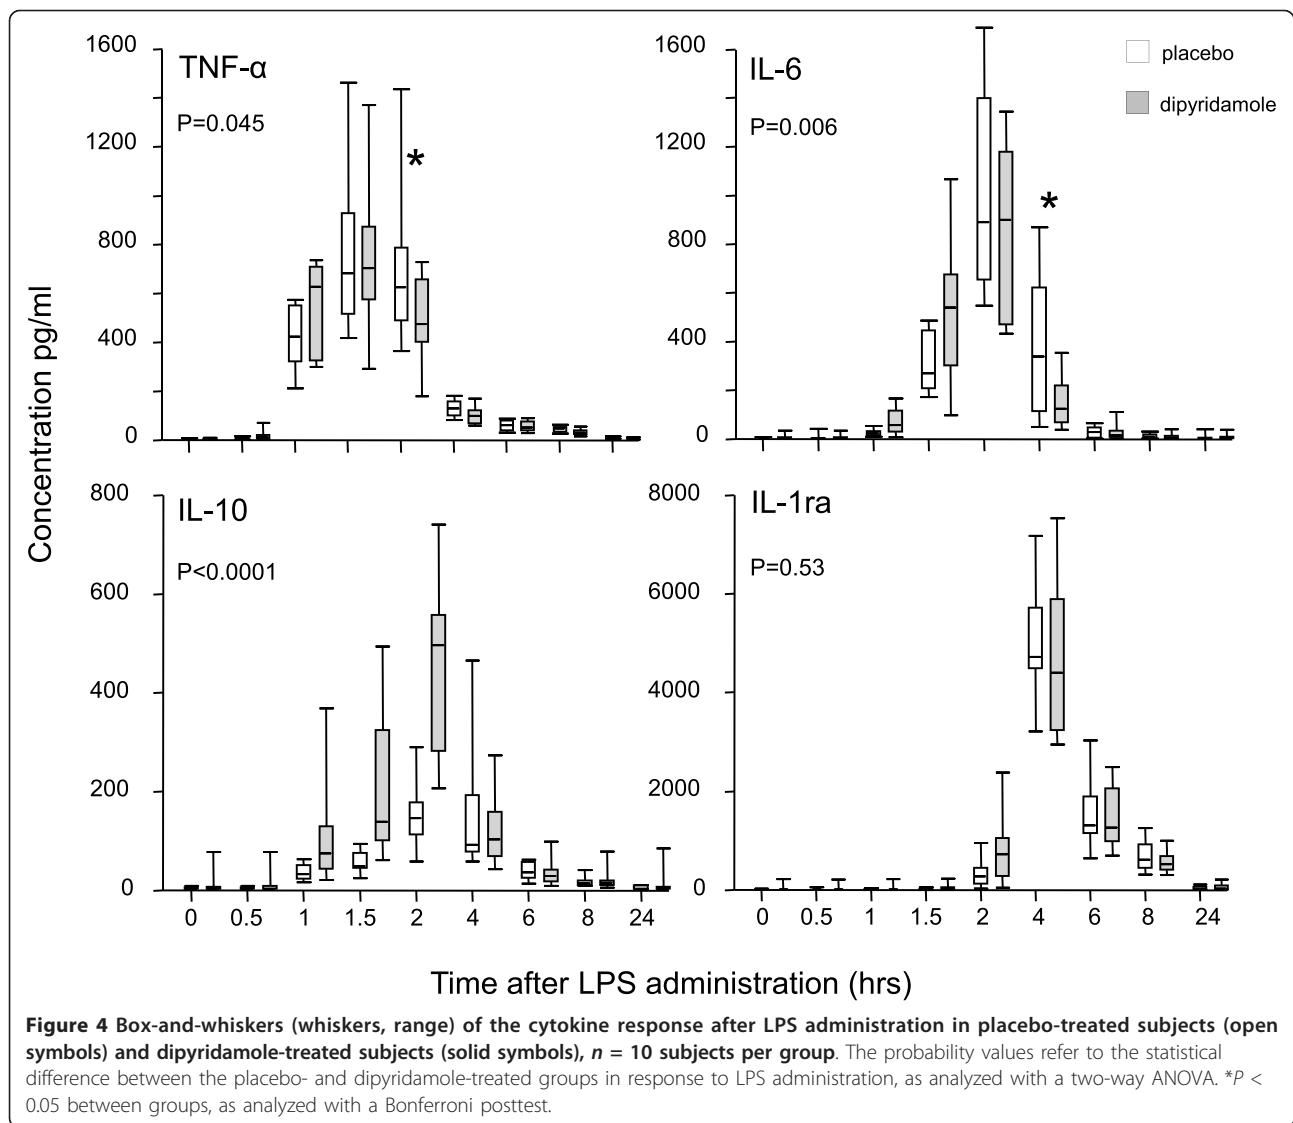 TNF-α
P=0.045
1600
1200
800
400
0
IL-6
P=0.006
1600
1200
800
400
0
placebo
dipyridamole
Concentration pg/ml
*
*
IL-10
P<0.0001
800
600
400
200
0
0 0.5 1 1.5 2 4 6 8 24
IL-1ra
P=0.53
8000
6000
4000
2000
0
0 0.5 1 1.5 2 4 6 8 24
Time after LPS administration (hrs)
Figure 4 Box-and-whiskers (whiskers, range) of the cytokine response after LPS administration in placebo-treated subjects (open
symbols) and dipyridamole-treated subjects (solid symbols), n = 10 subjects per group. The probability values refer to the statistical
difference between the placebo- and dipyridamole-treated groups in response to LPS administration, as analyzed with a two-way ANOVA. *P <
0.05 between groups, as analyzed with a Bonferroni posttest.